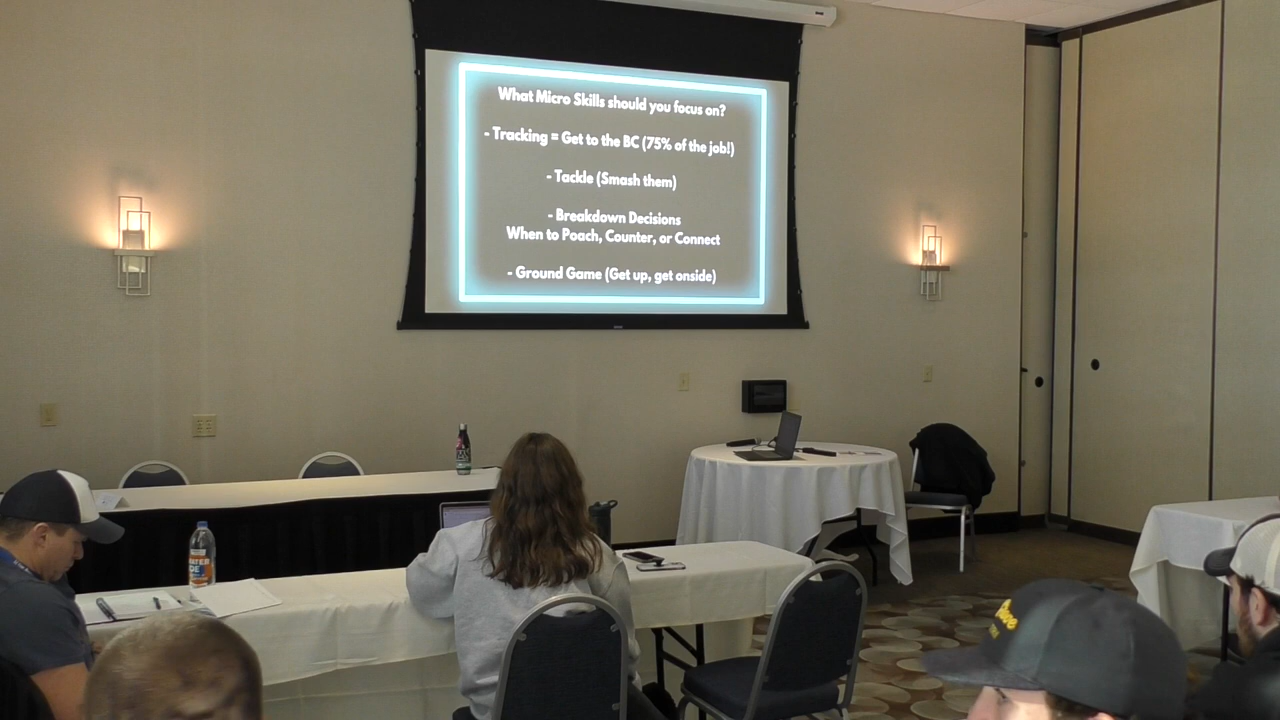 What Micro Skills should you focus on?
- Tracking = Get to the BC (75% of the job!)
- Tackle (Smash them)
- Breakdown Decisions
When to Poach, Counter, or Connect
- Ground Game (Get up, get onside)